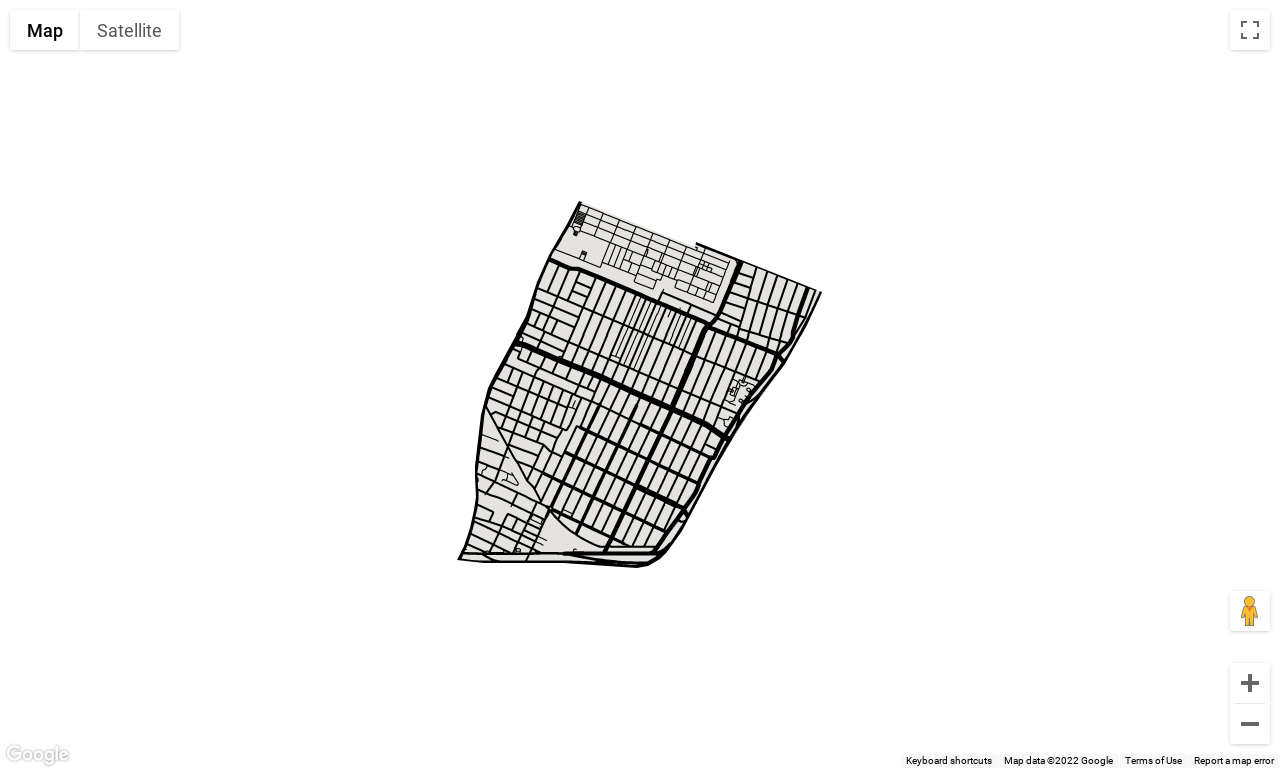 Map
Satellite
Google
Keyboard shortcuts
Map data ©2022 Google
Terms of Use
Report a map error